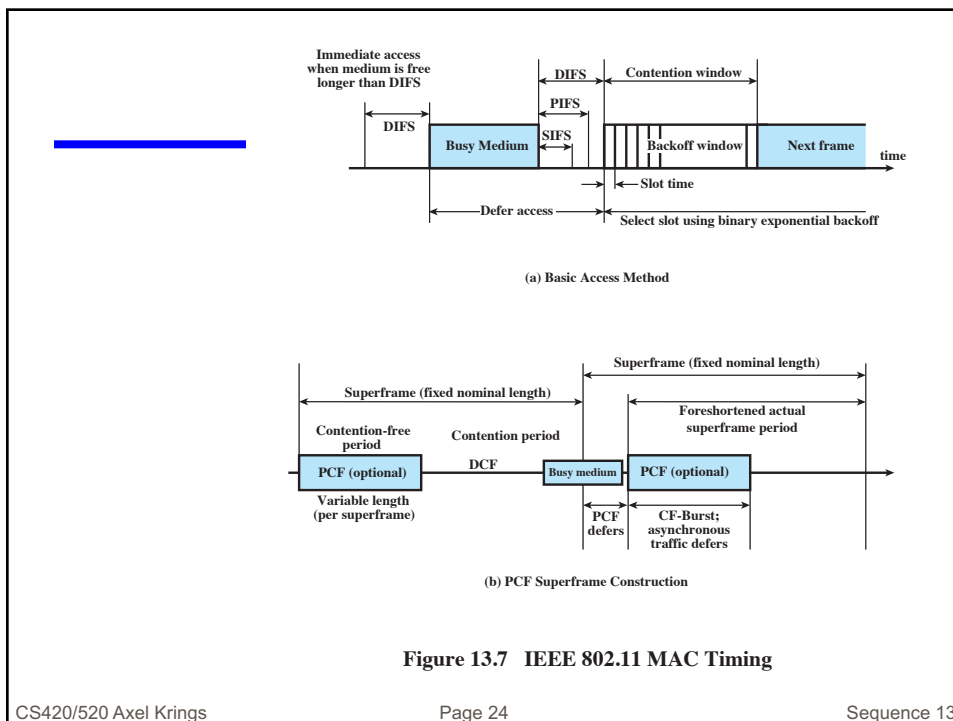 Immediate access
when medium is free
longer than DIFS
DIFS
Contention window
PIFS
DIFS
SIFS
Busy Medium
Backoff window
Next frame
time
Slot time
Defer access
Select slot using binary exponential backoff
(a) Basic Access Method
Superframe (fixed nominal length)
Superframe (fixed nominal length)
Foreshortened actual
superframe period
Contention-free
period
Contention period
PCF (optional)
DCF
Busy medium
PCF (optional)
Variable length
(per superframe)
PCF
defers
CF-Burst;
asynchronous
traffic defers
(b) PCF Superframe Construction
Figure 13.7 IEEE 802.11 MAC Timing
CS420/520 Axel Krings
Page 24
Sequence 13